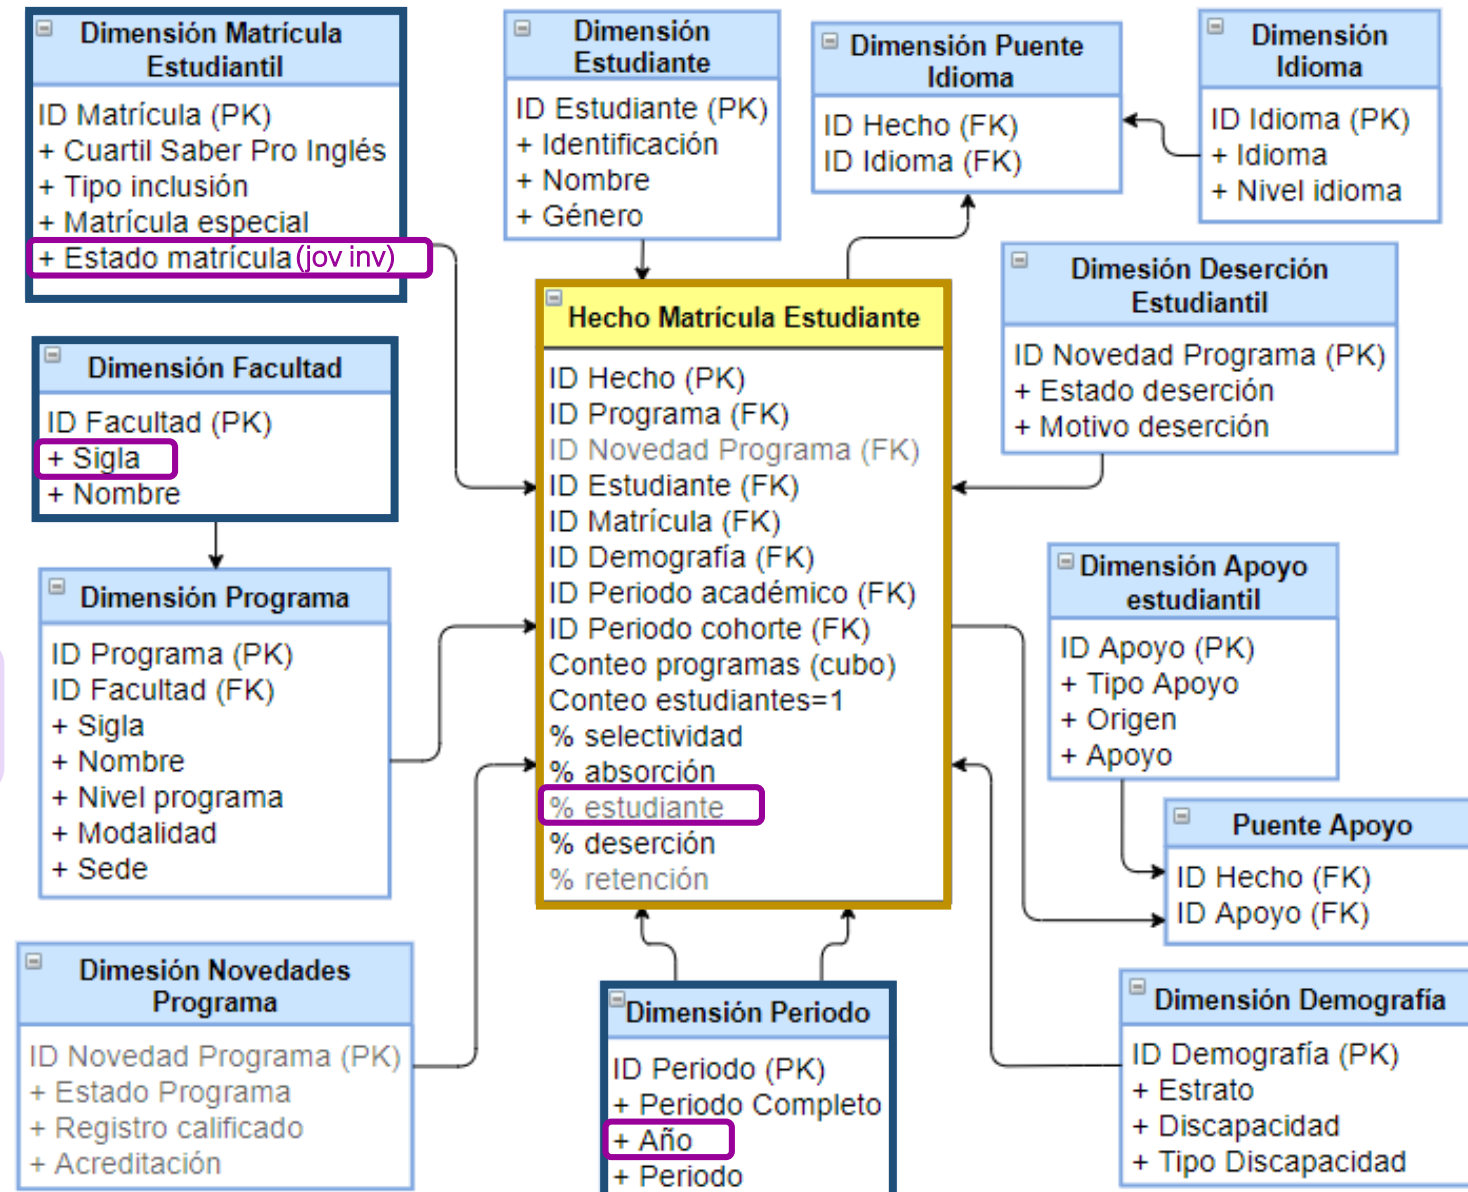 Dimensión Matrícula
Estudiantil
ID Matrícula (PK)
+ Cuartil Saber Pro Inglés
+ Tipo inclusión
+ Matrícula especial
+ Estado matrícula (jov inv)
Dimensión
Estudiante
ID Estudiante (PK)
+ Identificación
+ Nombre
+ Género
Dimensión Puente
Idioma
ID Hecho (FK)
ID Idioma (FK)
Dimensión
Idioma
ID Idioma (PK)
+ Idioma
+ Nivel idioma
Dimesión Deserción
Estudiantil
ID Novedad Programa (PK)
+ Estado deserción
+ Motivo deserción
Dimensión Facultad
ID Facultad (PK)
+ Sigla
+ Nombre
Hecho Matrícula Estudiante
ID Hecho (PK)
ID Programa (FK)
ID Novedad Programa (FK)
ID Estudiante (FK)
ID Matrícula (FK)
ID Demografía (FK)
ID Periodo académico (FK)
ID Periodo cohorte (FK)
Conteo programas (cubo)
Conteo estudiantes=1
% selectividad
% absorción
% estudiante
% deserción
% retención
Dimensión Programa
ID Programa (PK)
ID Facultad (FK)
+ Sigla
+ Nombre
+ Nivel programa
+ Modalidad
+ Sede
Dimensión Apoyo
estudiantil
ID Apoyo (PK)
+ Tipo Apoyo
+ Origen
+ Apoyo
Puente Apoyo
ID Hecho (FK)
ID Apoyo (FK)
Dimesión Novedades
Programa
ID Novedad Programa (PK)
+ Estado Programa
+ Registro calificado
+ Acreditación
Dimensión Periodo
ID Periodo (PK)
+ Periodo Completo
+ Año
+ Periodo
Dimensión Demografía
ID Demografía (PK)
+ Estrato
+ Discapacidad
+ Tipo Discapacidad